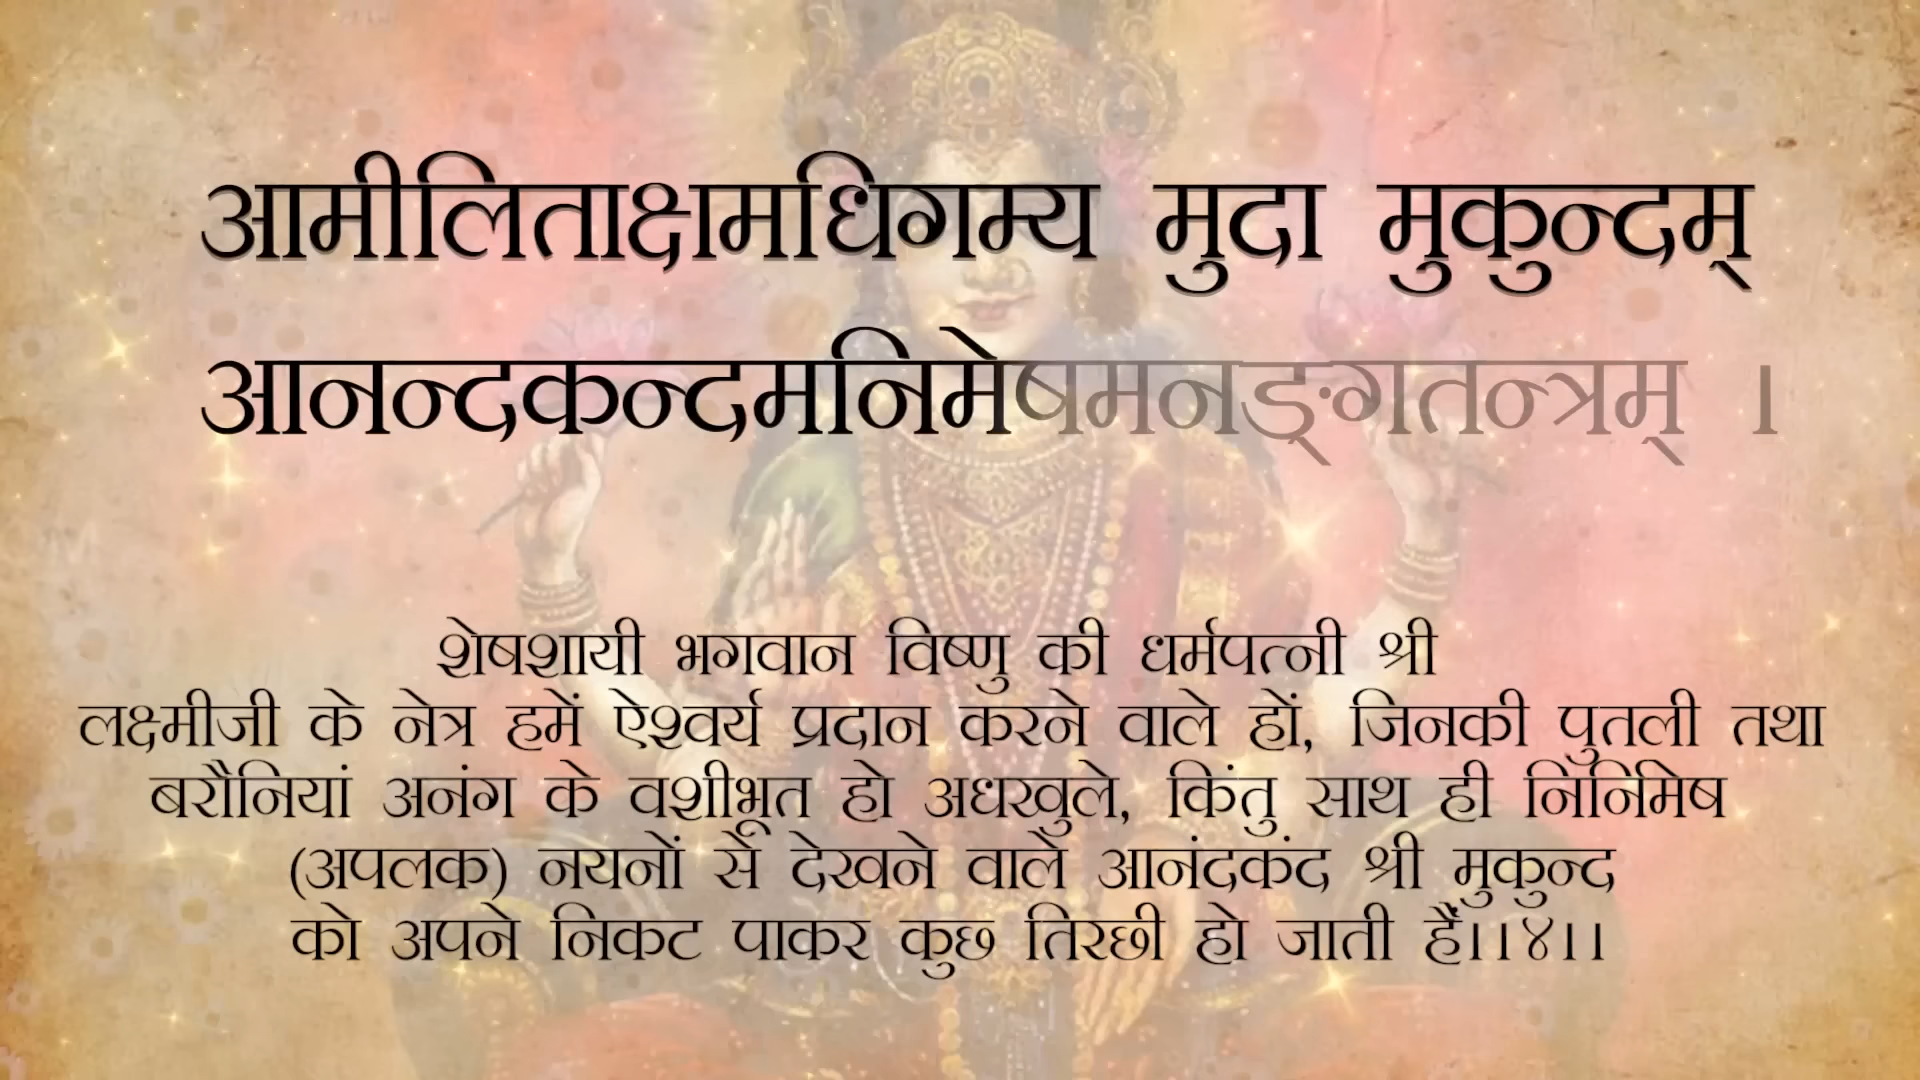 आमीलिताक्षमधिगम्य मुदा मुकुन्दम्
आनन्दकन्दमनिमेषमनङ्गतन्त्रम् ।
शेषशायी भगवान विष्णु की धर्मपत्नी श्री
लक्ष्मीजी के नेत्र हमें ऐश्वर्य प्रदान करने वाले हों, जिनकी पुतली तथा
बरौनियां अनंग के वशीभूत हो अधखुले, किंतु साथ ही निर्निमेष
(अपलक) नयनों से देखने वाले आनंदकंद श्री मुकुन्द
को अपने निकट पाकर कुछ तिरछी हो जाती हैं।।४।।